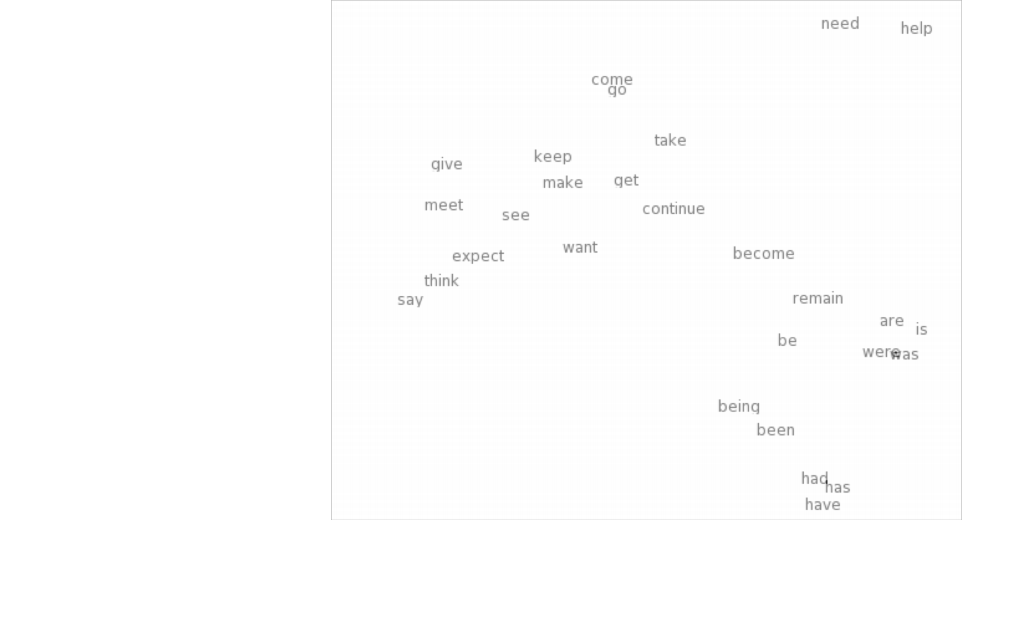 need
help
come
go
take
keep
give
make
get
meet
continue
see
want
become
expect
think
remain
say
are
is
be
were
was
being
been
had
has
have